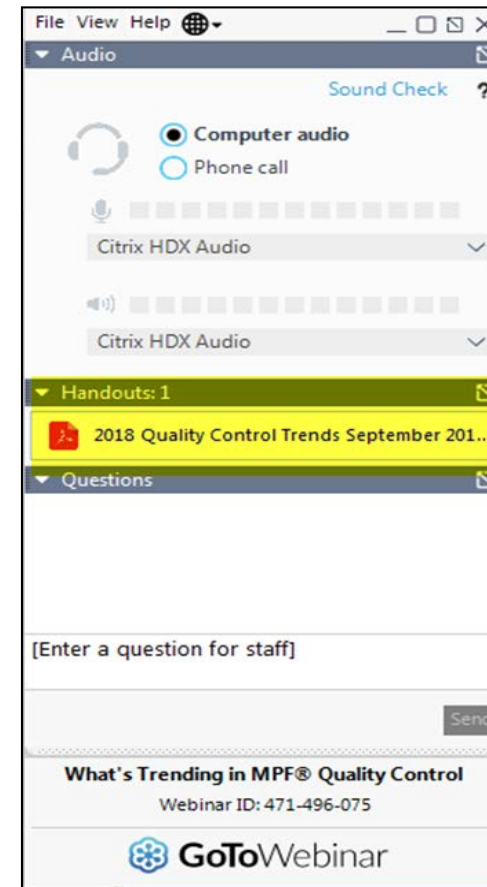 File View Help
Audio
Sound Check ?
Computer audio
Phone call
Citrix HDX Audio
Citrix HDX Audio
Handouts: 1
2018 Quality Control Trends September 201...
Questions
[Enter a question for staff]
Send
What's Trending in MPF® Quality Control
Webinar ID: 471-496-075
GoToWebinar